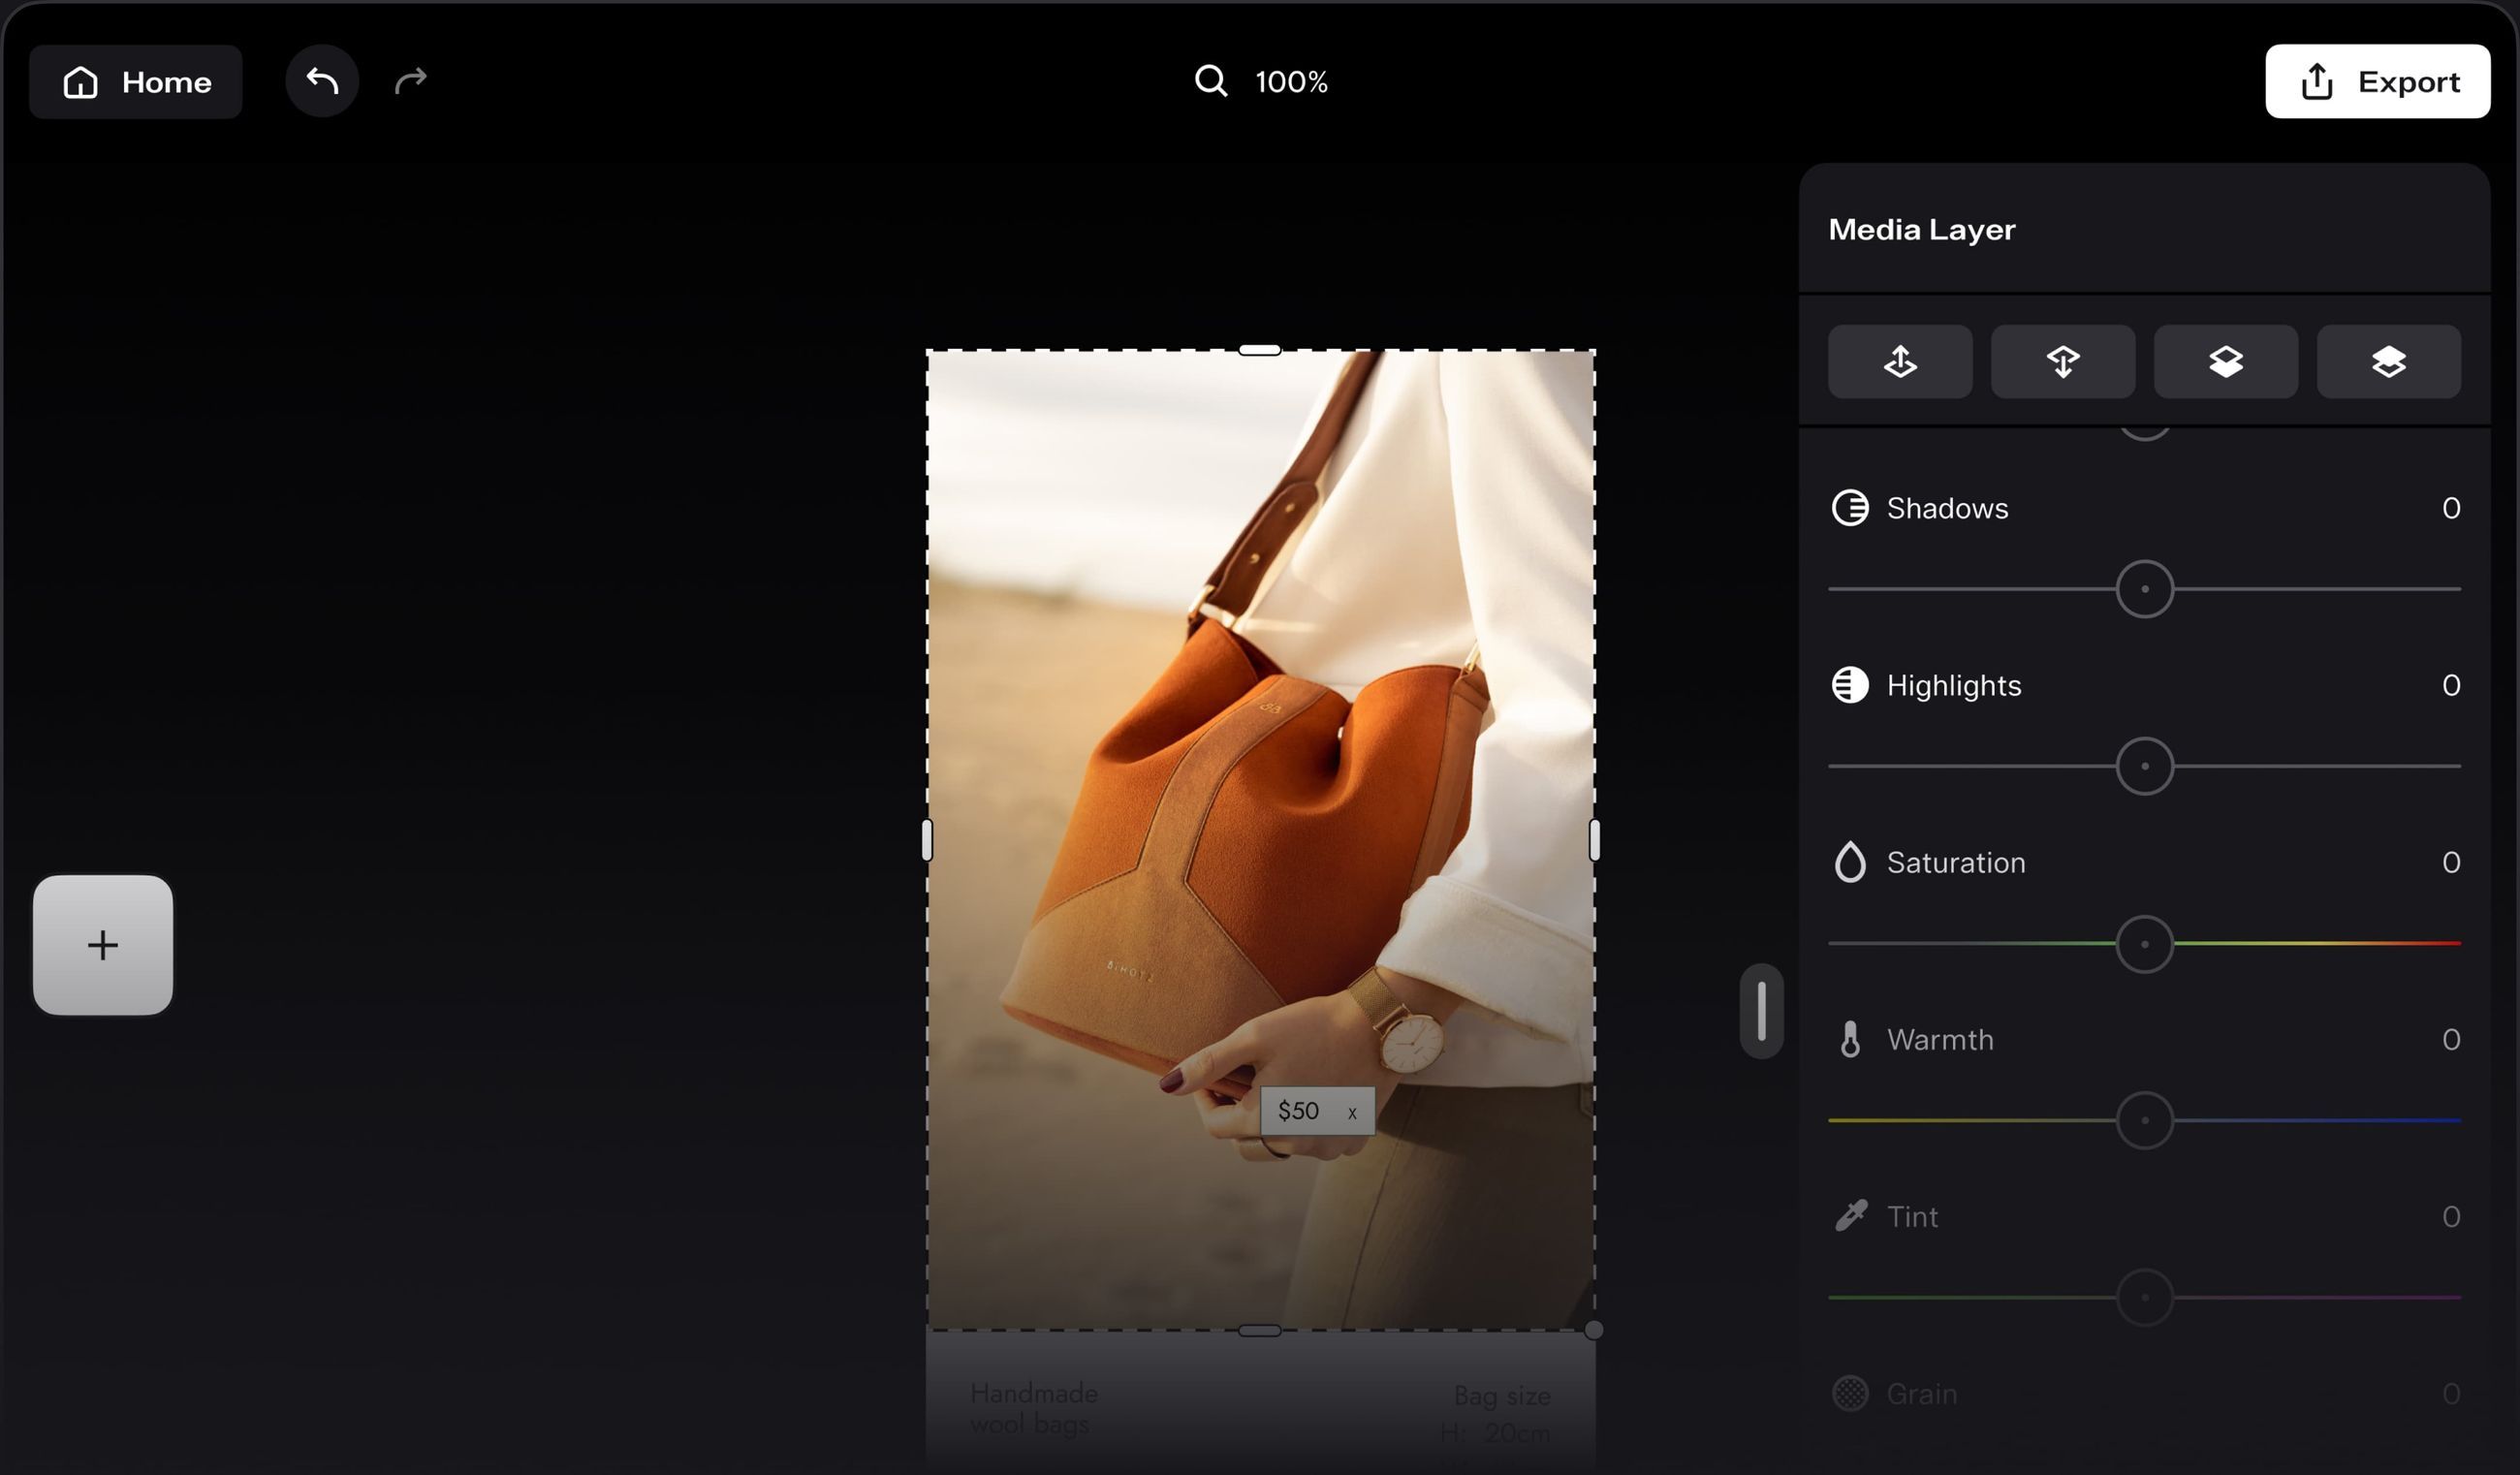 Home
100%
Export
Media Layer
Shadows 0
Highlights 0
Saturation 0
Warmth 0
Tint 0
Grain 0
$50 x
Handmade
wool bags
Bag size
H: 20cm